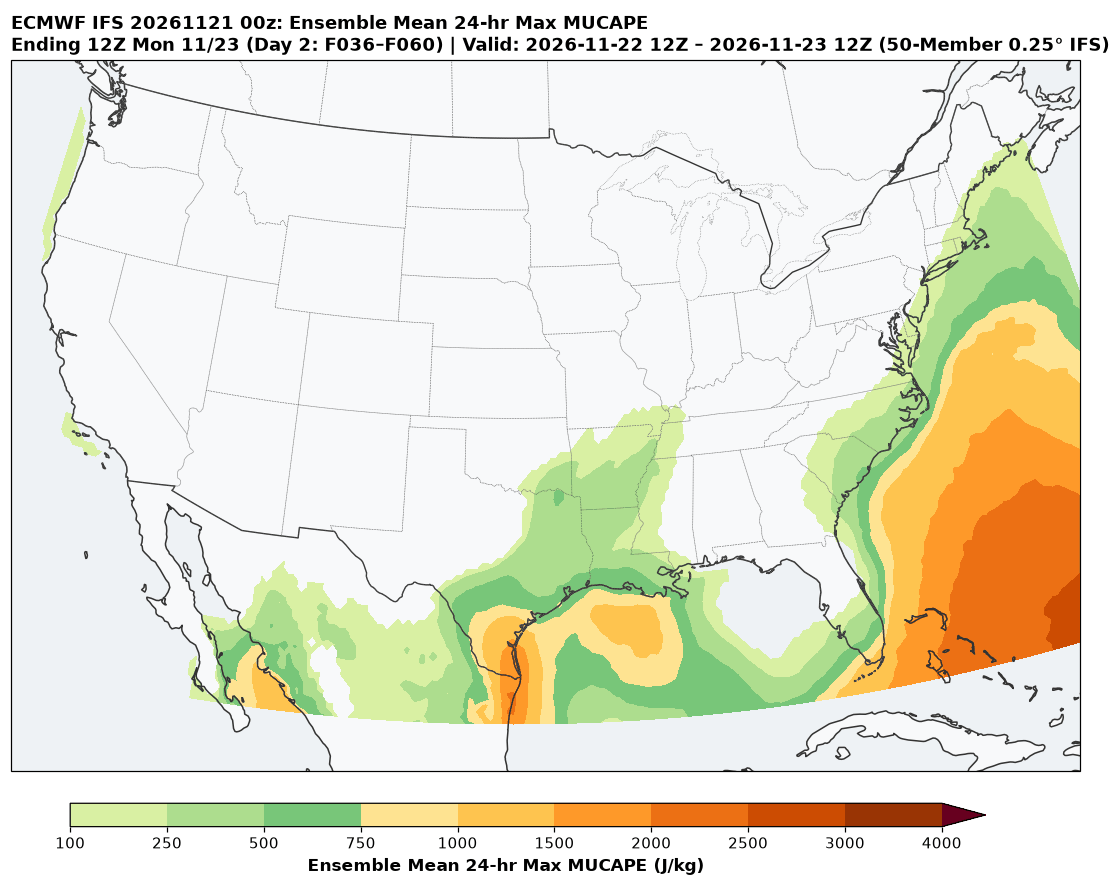 ECMWF IFS 20261121 00z: Ensemble Mean 24-hr Max MUCAPE
Ending 12Z Mon 11/23 (Day 2: F036–F060) | Valid: 2026-11-22 12Z – 2026-11-23 12Z (50-Member 0.25° IFS)
100 250 500 750 1000 1500 2000 2500 3000 4000
Ensemble Mean 24-hr Max MUCAPE (J/kg)